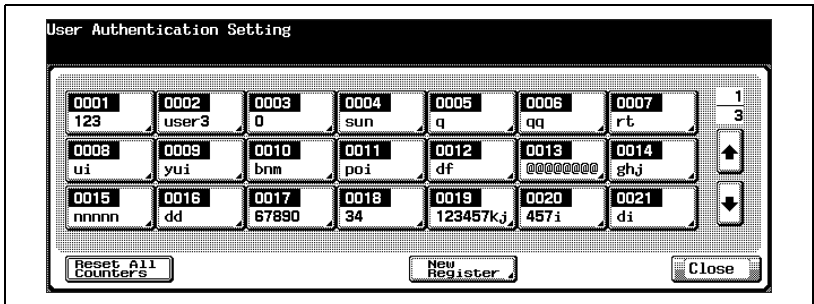 User Authentication Setting
0001 0002 0003 0004 0005 0006 0007 1
123 user3 0 sun q qq rt 3
0008 0009 0010 0011 0012 0013 0014
ui yui bnm poi df @@@@@@@@ ghj
0015 0016 0017 0018 0019 0020 0021
nnnnn dd 67890 34 123457kj 457i di
Reset All
Counters
New
Register
Close